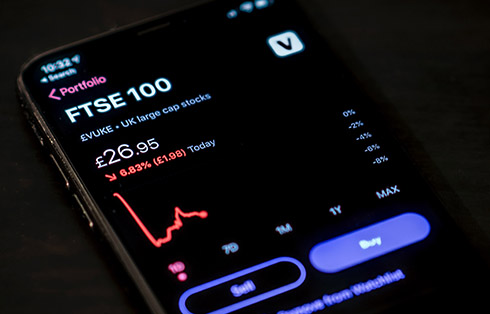 10:32
Search
Portfolio
V
FTSE 100
£VUKE • UK large cap stocks
£26.95
6.83% (£1.98) Today
0%
-2%
-4%
-6%
-8%
1D 7D 1M 1Y MAX
Sell Buy
Remove from Watchlist